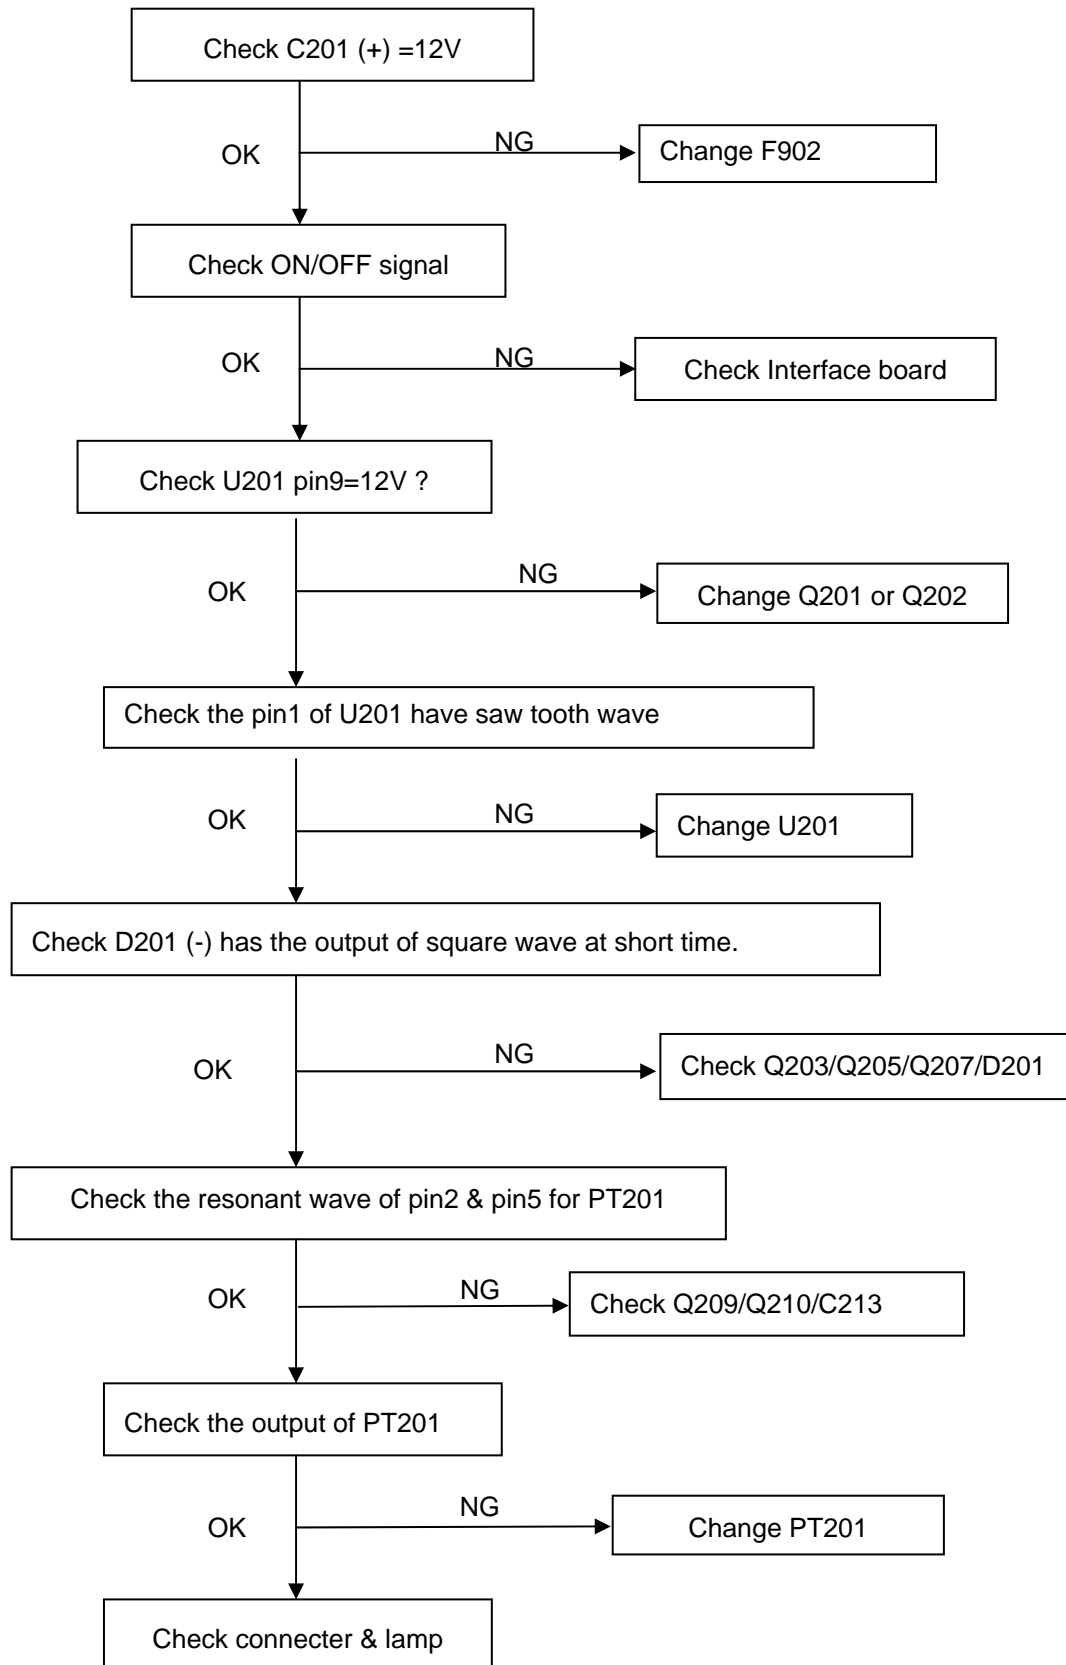 Check C201 (+) =12V
NG
OK
Change F902
Check ON/OFF signal
NG
OK
Check Interface board
Check U201 pin9=12V ?
NG
OK
Change Q201 or Q202
Check the pin1 of U201 have saw tooth wave
NG
OK
Change U201
Check D201 (-) has the output of square wave at short time.
NG
OK
Check Q203/Q205/Q207/D201
Check the resonant wave of pin2 & pin5 for PT201
NG
OK
Check Q209/Q210/C213
Check the output of PT201
NG
OK
Change PT201
Check connecter & lamp